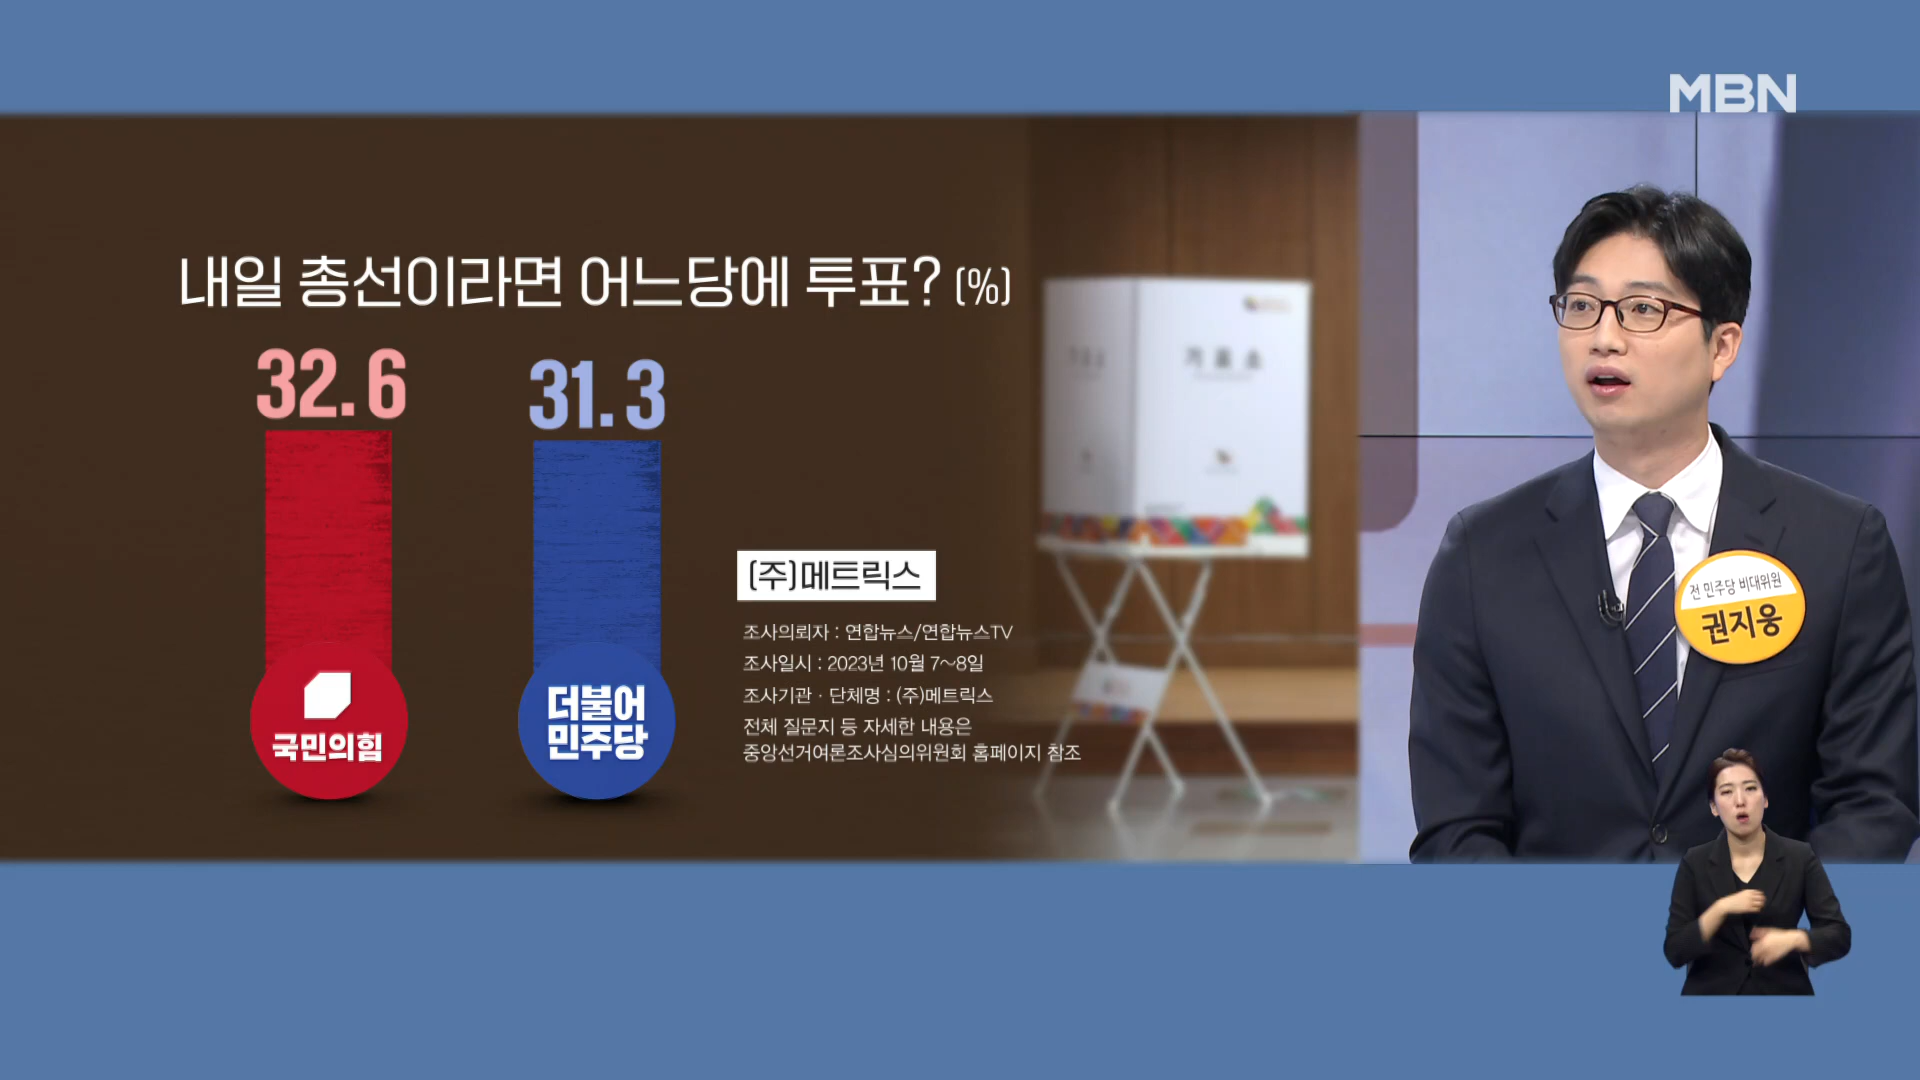 MBN
내일 총선이라면 어느당에 투표? (%)
32.6
31.3
국민의힘
더불어
민주당
(주)메트릭스
조사의뢰자 : 연합뉴스/연합뉴스TV
조사일시 : 2023년 10월 7~8일
조사기관 · 단체명 : (주)메트릭스
전체 질문지 등 자세한 내용은
중앙선거여론조사심의위원회 홈페이지 참조
기표소
전 민주당 비대위원
권지웅